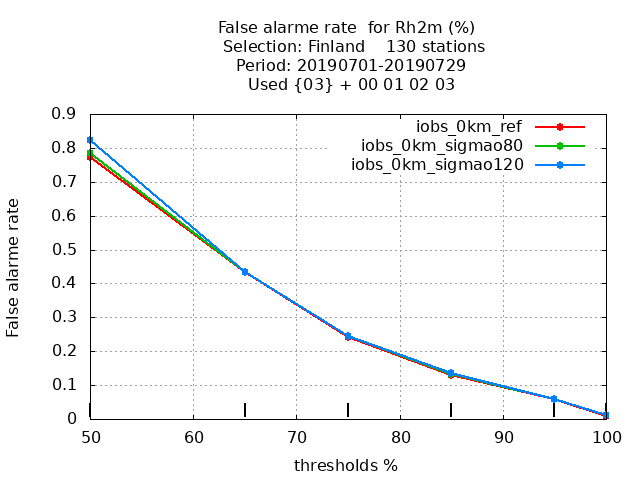 False alarme rate  for Rh2m (%)
Selection: Finland    130 stations
Period: 20190701-20190729
Used {03} + 00 01 02 03
False alarme rate
0.9
0.8
0.7
0.6
0.5
0.4
0.3
0.2
0.1
0
iobs_0km_ref
iobs_0km_sigmao80
iobs_0km_sigmao120
50 60 70 80 90 100
thresholds %